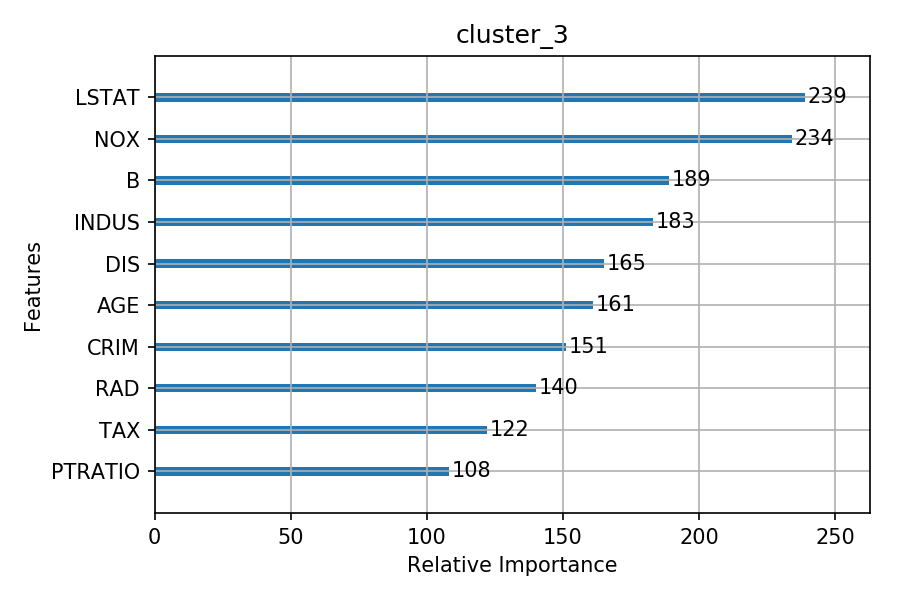 cluster_3
LSTAT 239
NOX 234
B 189
INDUS 183
DIS 165
AGE 161
CRIM 151
RAD 140
TAX 122
PTRATIO 108
Features
0 50 100 150 200 250
Relative Importance